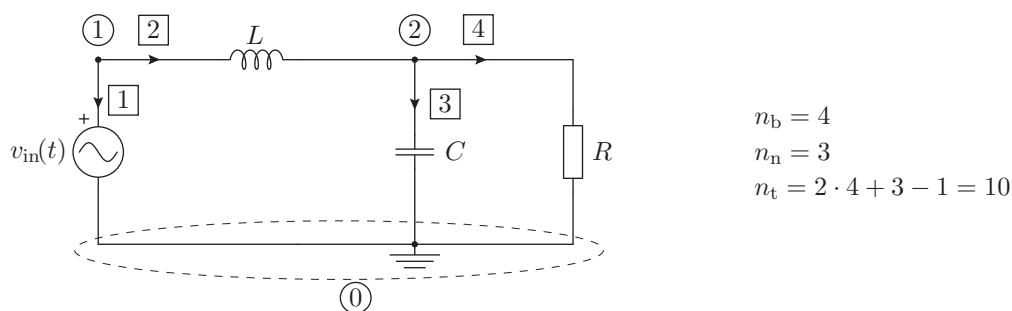 ① 2 L ② 4
1 3
+
v_in(t) C R
⓪
n_b = 4
n_n = 3
n_t = 2 · 4 + 3 − 1 = 10